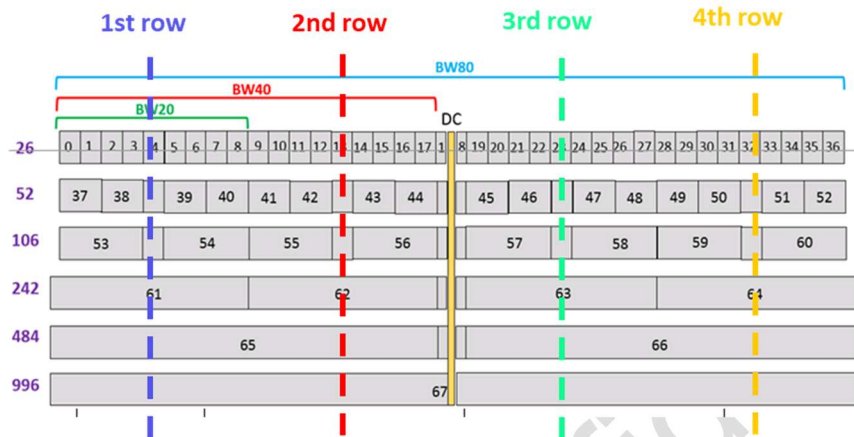 1st row 2nd row 3rd row 4th row
BW80
BW40
BW20 DC
26 0 1 2 3 4 5 6 7 8 9 10 11 12 13 14 15 16 17 1 8 19 20 21 22 23 24 25 26 27 28 29 30 31 32 33 34 35 36
52 37 38 39 40 41 42 43 44 45 46 47 48 49 50 51 52
106 53 54 55 56 57 58 59 60
242 61 62 63 64
484 65 66
996 67